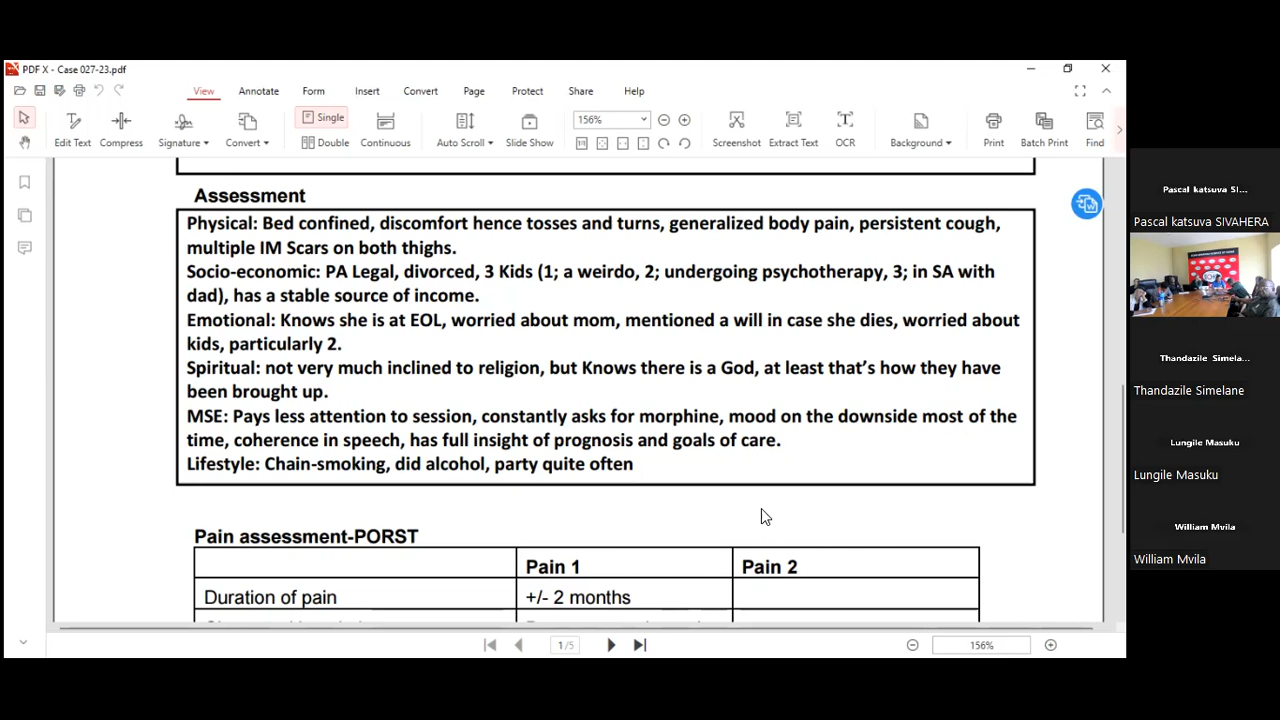 PDF X - Case 027-23.pdf
View Annotate Form Insert Convert Page Protect Share Help
Single
156%
Edit Text Compress Signature Convert Double Continuous Auto Scroll Slide Show Screenshot Extract Text OCR Background Print Batch Print Find
Assessment
Physical: Bed confined, discomfort hence tosses and turns, generalized body pain, persistent cough,
multiple IM Scars on both thighs.
Socio-economic: PA Legal, divorced, 3 Kids (1; a weirdo, 2; undergoing psychotherapy, 3; in SA with
dad), has a stable source of income.
Emotional: Knows she is at EOL, worried about mom, mentioned a will in case she dies, worried about
kids, particularly 2.
Spiritual: not very much inclined to religion, but Knows there is a God, at least that's how they have
been brought up.
MSE: Pays less attention to session, constantly asks for morphine, mood on the downside most of the
time, coherence in speech, has full insight of prognosis and goals of care.
Lifestyle: Chain-smoking, did alcohol, party quite often
Pain assessment-PORST
Pain 1 Pain 2
Duration of pain +/- 2 months
1/5
156%
Pascal katsuva SI...
Pascal katsuva SIVAHERA
Thandazile Simela...
Thandazile Simelane
Lungile Masuku
Lungile Masuku
William Mvila
William Mvila